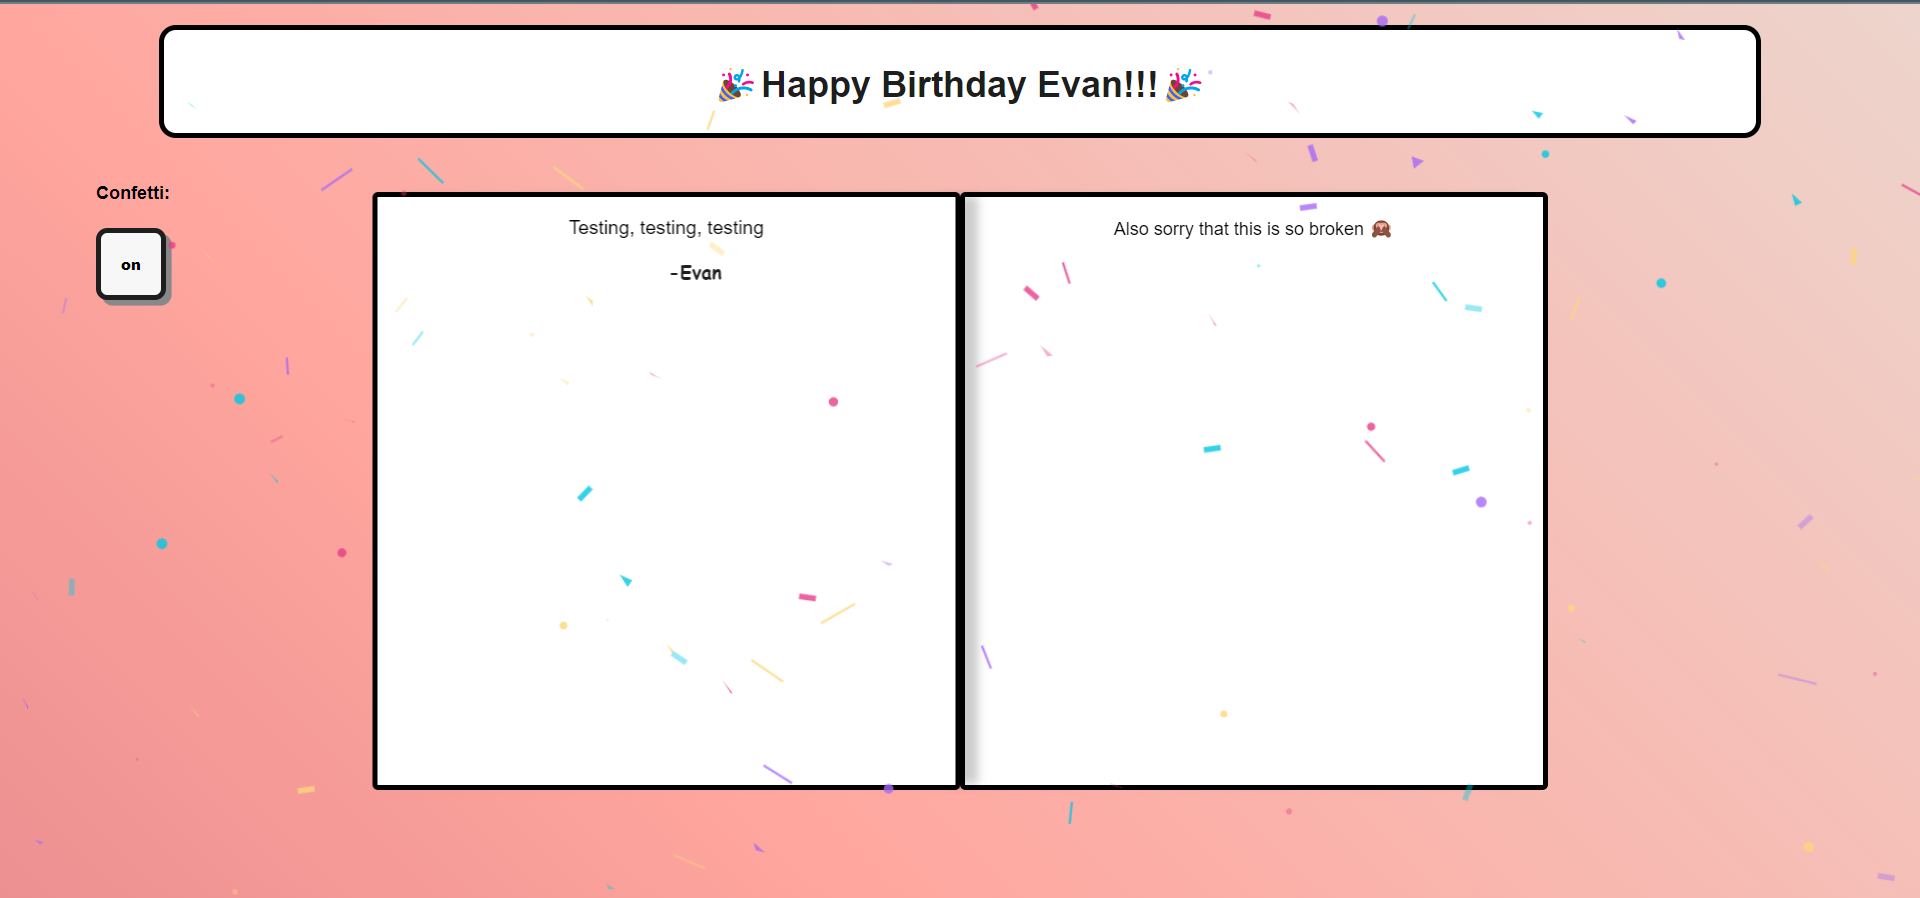 🎉 Happy Birthday Evan!!! 🎉
Confetti:
on
Testing, testing, testing
-Evan
Also sorry that this is so broken 🙈